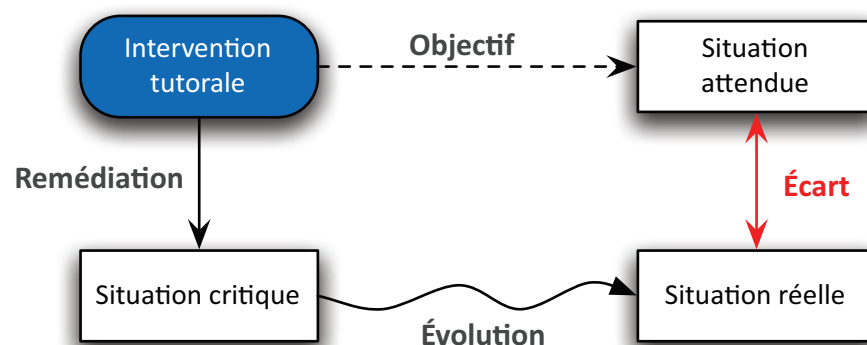 Intervention
tutorale
Objectif
Situation
attendue
Remédiation
Écart
Situation critique
Évolution
Situation réelle